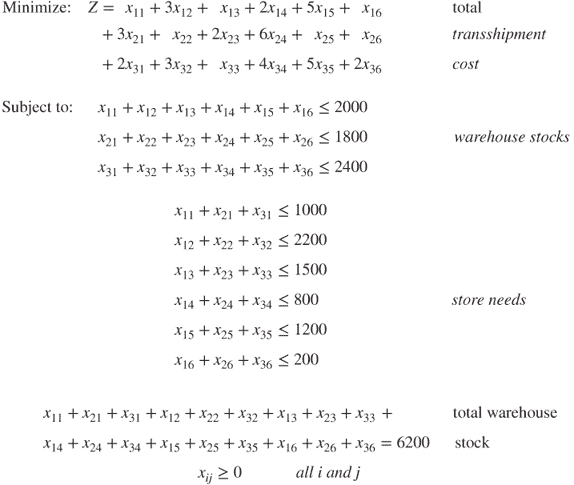 Minimize: Z = x₁₁ + 3x₁₂ + x₁₃ + 2x₁₄ + 5x₁₅ + x₁₆ total
+ 3x₂₁ + x₂₂ + 2x₂₃ + 6x₂₄ + x₂₅ + x₂₆ transshipment
+ 2x₃₁ + 3x₃₂ + x₃₃ + 4x₃₄ + 5x₃₅ + 2x₃₆ cost
Subject to: x₁₁ + x₁₂ + x₁₃ + x₁₄ + x₁₅ + x₁₆ ≤ 2000
x₂₁ + x₂₂ + x₂₃ + x₂₄ + x₂₅ + x₂₆ ≤ 1800 warehouse stocks
x₃₁ + x₃₂ + x₃₃ + x₃₄ + x₃₅ + x₃₆ ≤ 2400
x₁₁ + x₂₁ + x₃₁ ≤ 1000
x₁₂ + x₂₂ + x₃₂ ≤ 2200
x₁₃ + x₂₃ + x₃₃ ≤ 1500
x₁₄ + x₂₄ + x₃₄ ≤ 800 store needs
x₁₅ + x₂₅ + x₃₅ ≤ 1200
x₁₆ + x₂₆ + x₃₆ ≤ 200
x₁₁ + x₂₁ + x₃₁ + x₁₂ + x₂₂ + x₃₂ + x₁₃ + x₂₃ + x₃₃ + total warehouse
x₁₄ + x₂₄ + x₃₄ + x₁₅ + x₂₅ + x₃₅ + x₁₆ + x₂₆ + x₃₆ = 6200 stock
xᵢⱼ ≥ 0 all i and j